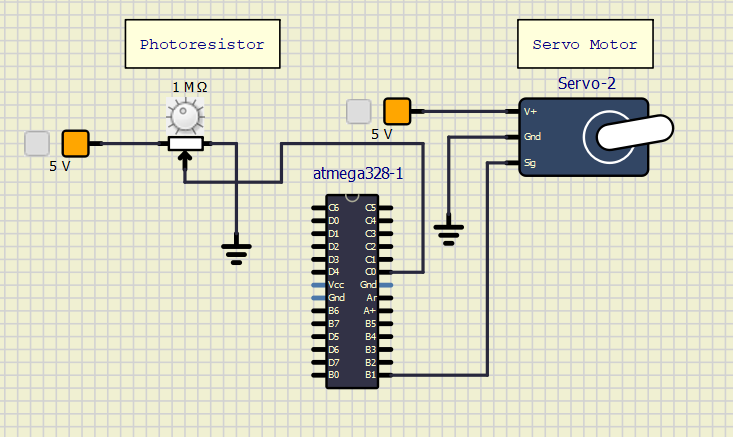 Photoresistor
Servo Motor
1 MΩ
5 V
5 V
Servo-2
V+
Gnd
Sig
atmega328-1
C6 C5
D0 C4
D1 C3
D2 C2
D3 C1
D4 C0
Vcc Gnd
Gnd Ar
B6 A+
B7 B5
D5 B4
D6 B3
D7 B2
B0 B1